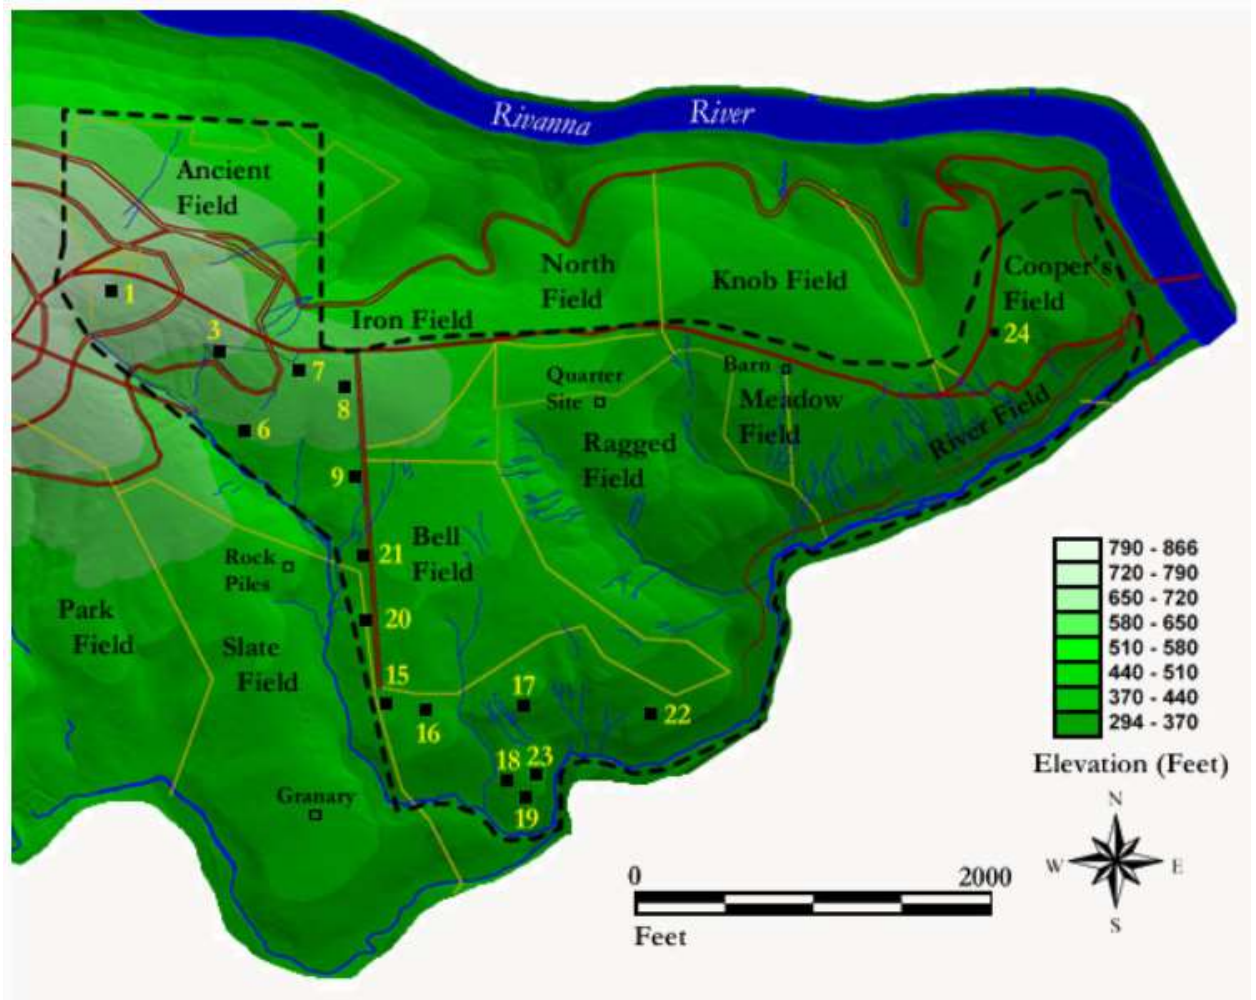 Rivanna River
Ancient
Field
1
3
7
8
6
9
Iron Field
North
Field
Knob Field
Cooper's
Field
24
Quarter
Site
Barn
Meadow
Field
Ragged
Field
River Field
Bell
Field
21
20
15
16
17
22
18
23
19
Rock
Piles
Park
Field
Slate
Field
Granary
790 - 866
720 - 790
650 - 720
580 - 650
510 - 580
440 - 510
370 - 440
294 - 370
Elevation (Feet)
N
W E
S
0 2000
Feet